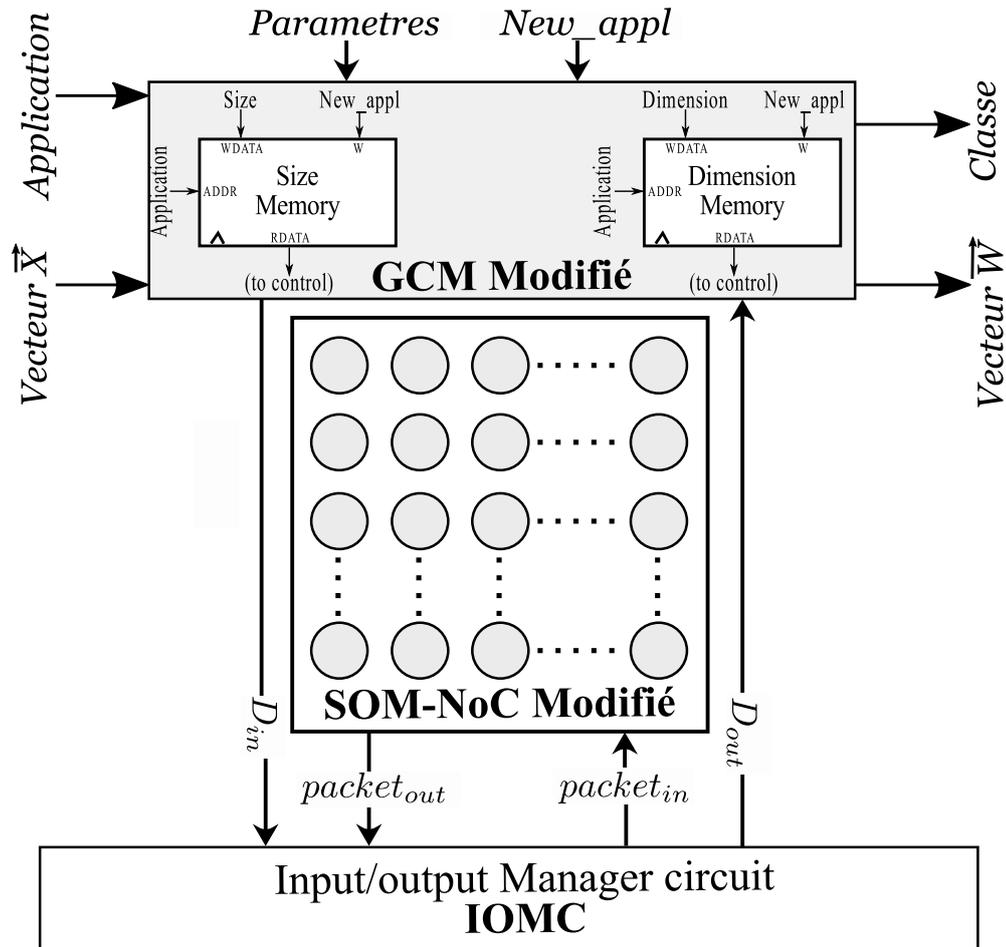 Parametres
New_appl
Application
Vecteur X
Classe
Vecteur W
Size
New_appl
WDATA
W
Application
ADDR
Size
Memory
RDATA
(to control)
Dimension
New_appl
WDATA
W
Application
ADDR
Dimension
Memory
RDATA
(to control)
GCM Modifié
SOM-NoC Modifié
D_in
D_out
packet_out
packet_in
Input/output Manager circuit
IOMC